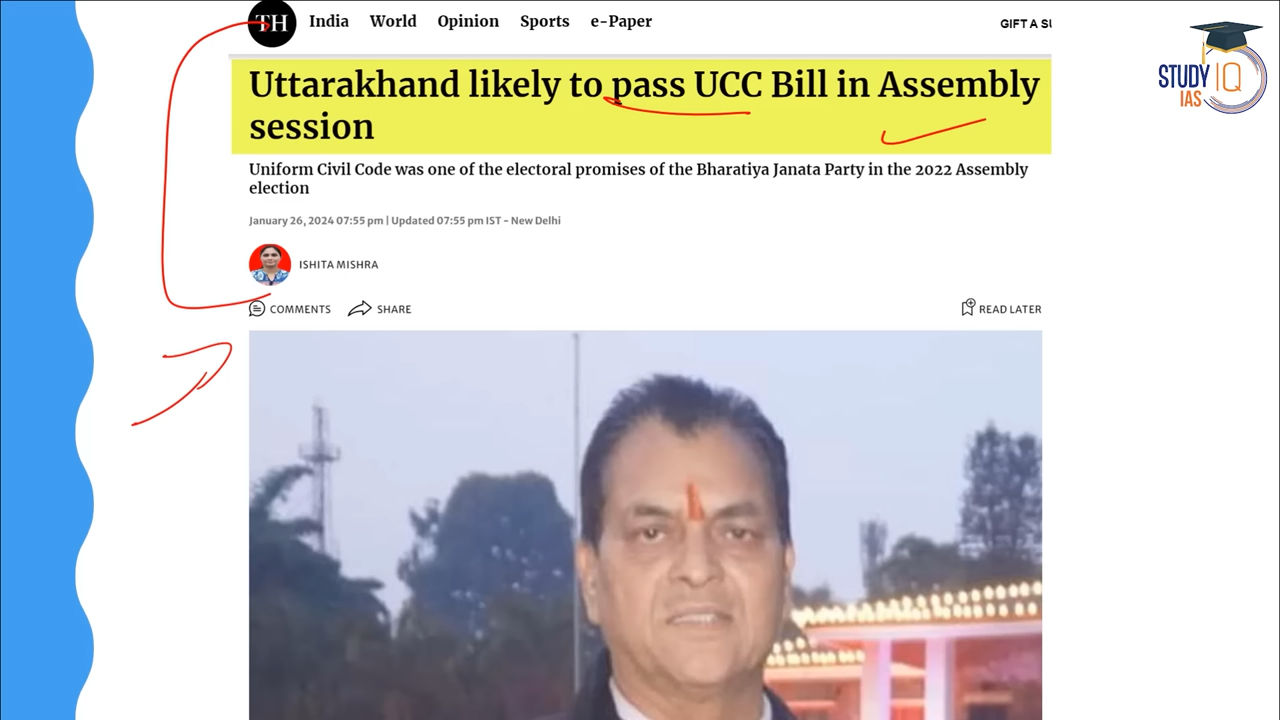 TH India World Opinion Sports e-Paper GIFT A SU
STUDY IQ
IAS
Uttarakhand likely to pass UCC Bill in Assembly
session
Uniform Civil Code was one of the electoral promises of the Bharatiya Janata Party in the 2022 Assembly
election
January 26, 2024 07:55 pm | Updated 07:55 pm IST - New Delhi
ISHITA MISHRA
COMMENTS SHARE READ LATER